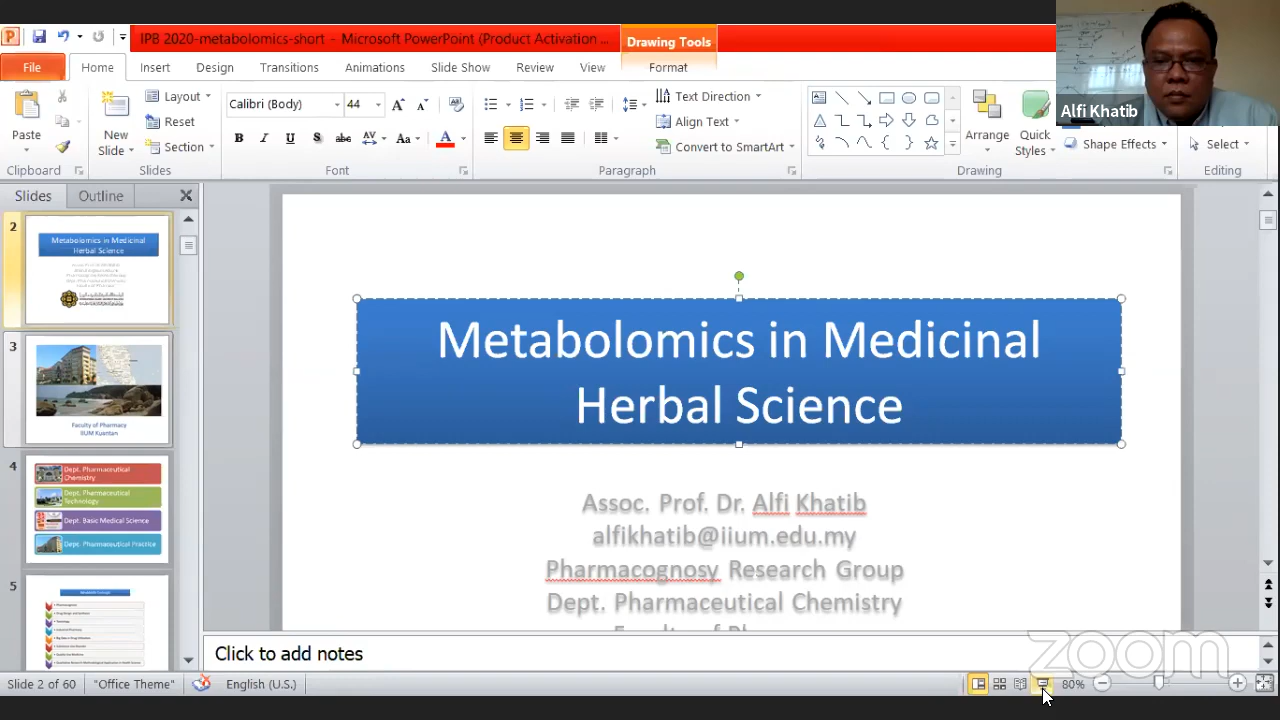 IPB 2020-metabolomics-short - Microsoft PowerPoint (Product Activation ...
Drawing Tools
File
Home
Insert
Design
Transitions
Animations
Slide Show
Review
View
Format
Alfi Khatib
Paste
Clipboard
New
Slide
Layout
Reset
Section
Slides
Calibri (Body)
44
Font
Text Direction
Align Text
Convert to SmartArt
Paragraph
Arrange
Quick
Styles
Shape Effects
Drawing
Select
Editing
Slides
Outline
2
Metabolomics in Medicinal
Herbal Science
3
Faculty of Pharmacy
IIUM Kuantan
4
Dept. Pharmaceutical
Chemistry
Dept. Pharmaceutical
Technology
Dept. Basic Medical Science
Dept. Pharmaceutical Practice
5
Metabolomics in Medicinal
Herbal Science
Assoc. Prof. Dr. Alfi Khatib
alfikhatib@iium.edu.my
Pharmacognosy Research Group
Dept. Pharmaceutical Chemistry
Click to add notes
zoom
Slide 2 of 60
"Office Theme"
English (U.S.)
80%